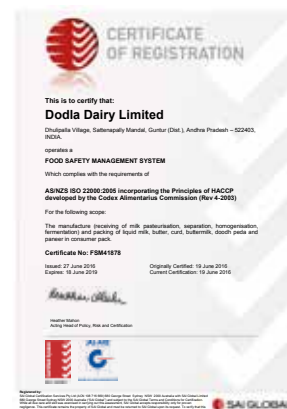 CERTIFICATE
OF REGISTRATION
This is to certify that:
Dodla Dairy Limited
Dhulipalla Village, Sattenapally Mandal, Guntur (Dist.), Andhra Pradesh – 522403,
INDIA.
operates a
FOOD SAFETY MANAGEMENT SYSTEM
Which complies with the requirements of
AS/NZS ISO 22000:2005 incorporating the Principles of HACCP
developed by the Codex Alimentarius Commission (Rev 4-2003)
For the following scope:
The manufacture (receiving of milk pasteurisation, separation, homogenisation,
fermentation) and packing of liquid milk, butter, curd, buttermilk, doodh peda and
paneer in consumer pack.
Certificate No: FSM41878
Issued: 27 June 2016 Originally Certified: 19 June 2016
Expires: 18 June 2019 Current Certification: 19 June 2016
Heather Mahon
Acting Head of Policy, Risk and Certification
Registered by:
SAI GLOBAL